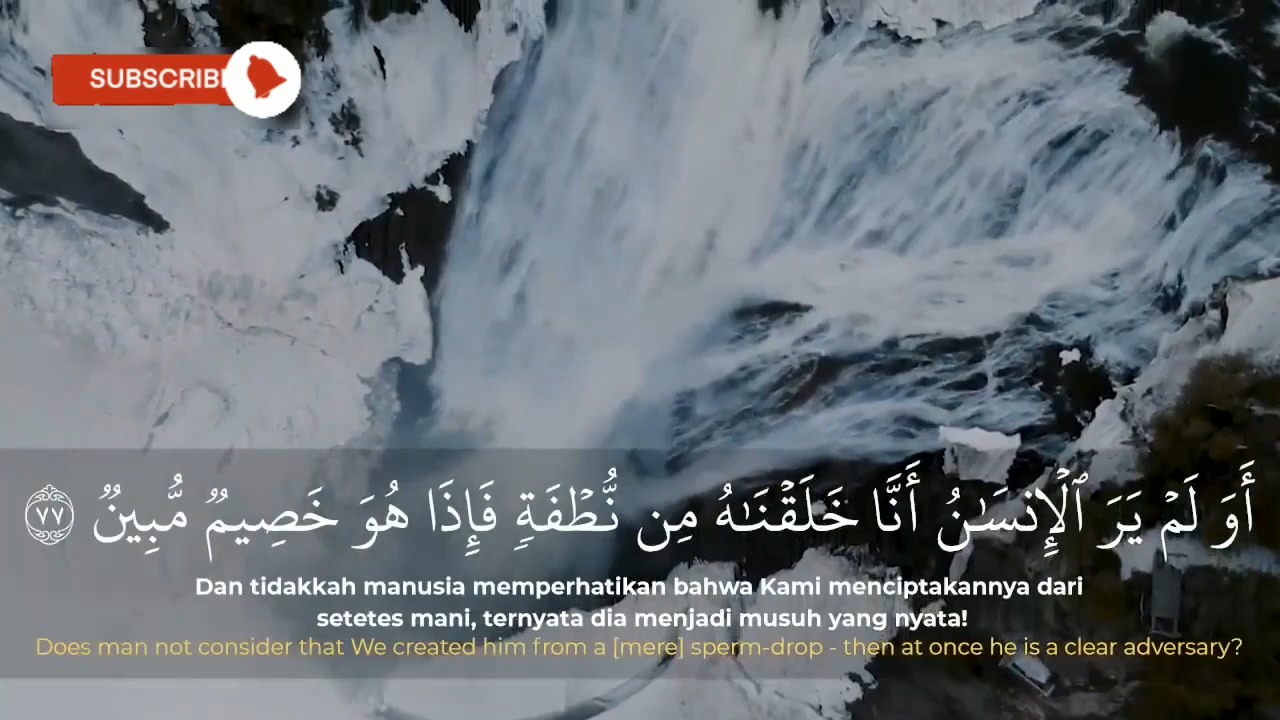 SUBSCRIBE
أَوَ لَمۡ يَرَ ٱلۡإِنسَٰنُ أَنَّا خَلَقۡنَٰهُ مِن نُّطۡفَةٖ فَإِذَا هُوَ خَصِيمٞ مُّبِينٞ ٧٧
Dan tidakkah manusia memperhatikan bahwa Kami menciptakannya dari
setetes mani, ternyata dia menjadi musuh yang nyata!
Does man not consider that We created him from a [mere] sperm-drop - then at once he is a clear adversary?